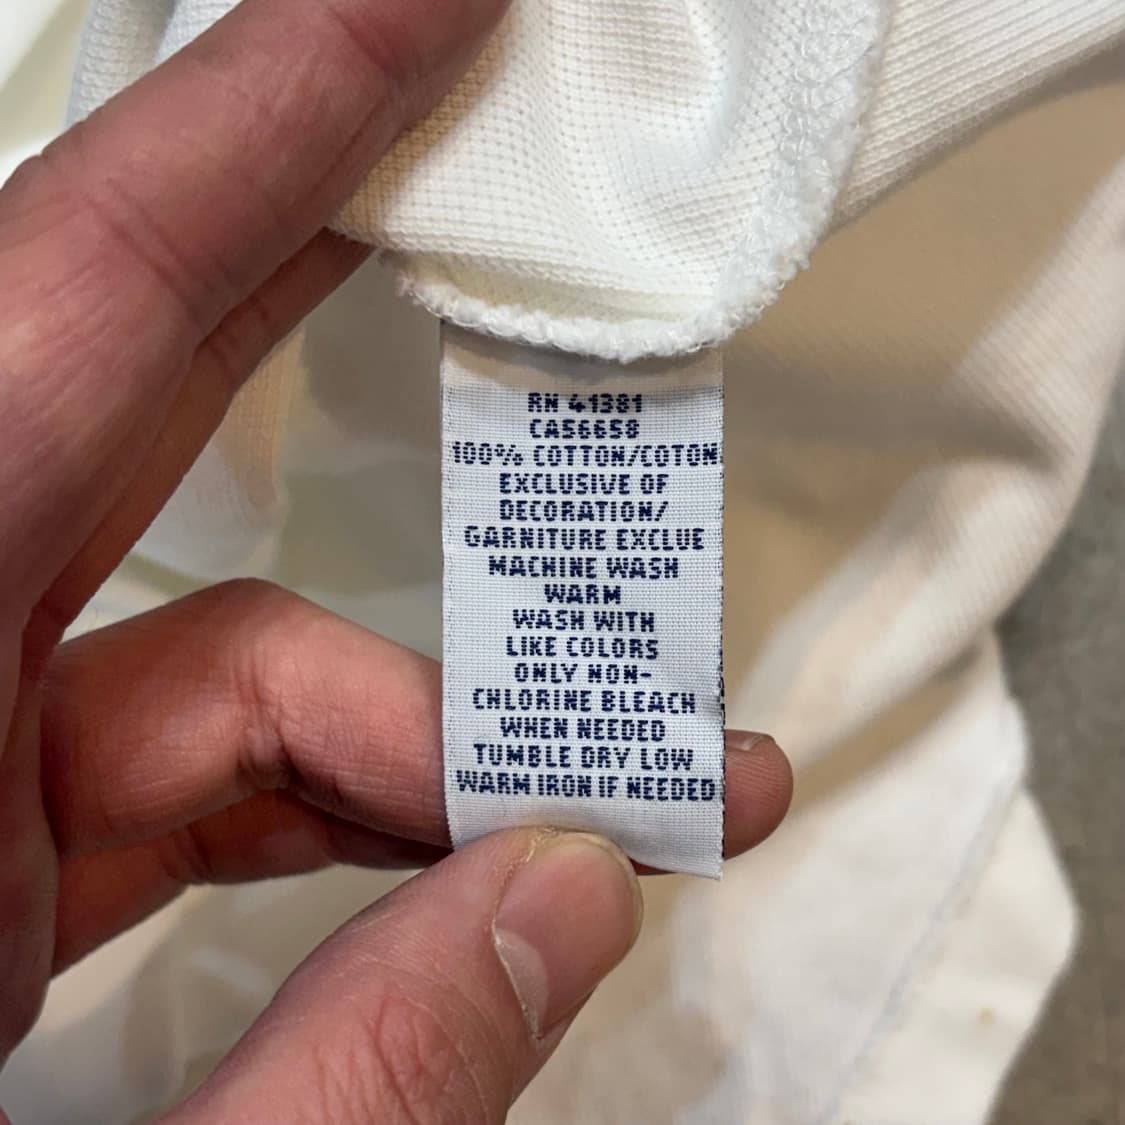 RN 41381
CA56658
100% COTTON/COTON
EXCLUSIVE OF
DECORATION/
GARNITURE EXCLUE
MACHINE WASH
WARM
WASH WITH
LIKE COLORS
ONLY NON-
CHLORINE BLEACH
WHEN NEEDED
TUMBLE DRY LOW
WARM IRON IF NEEDED